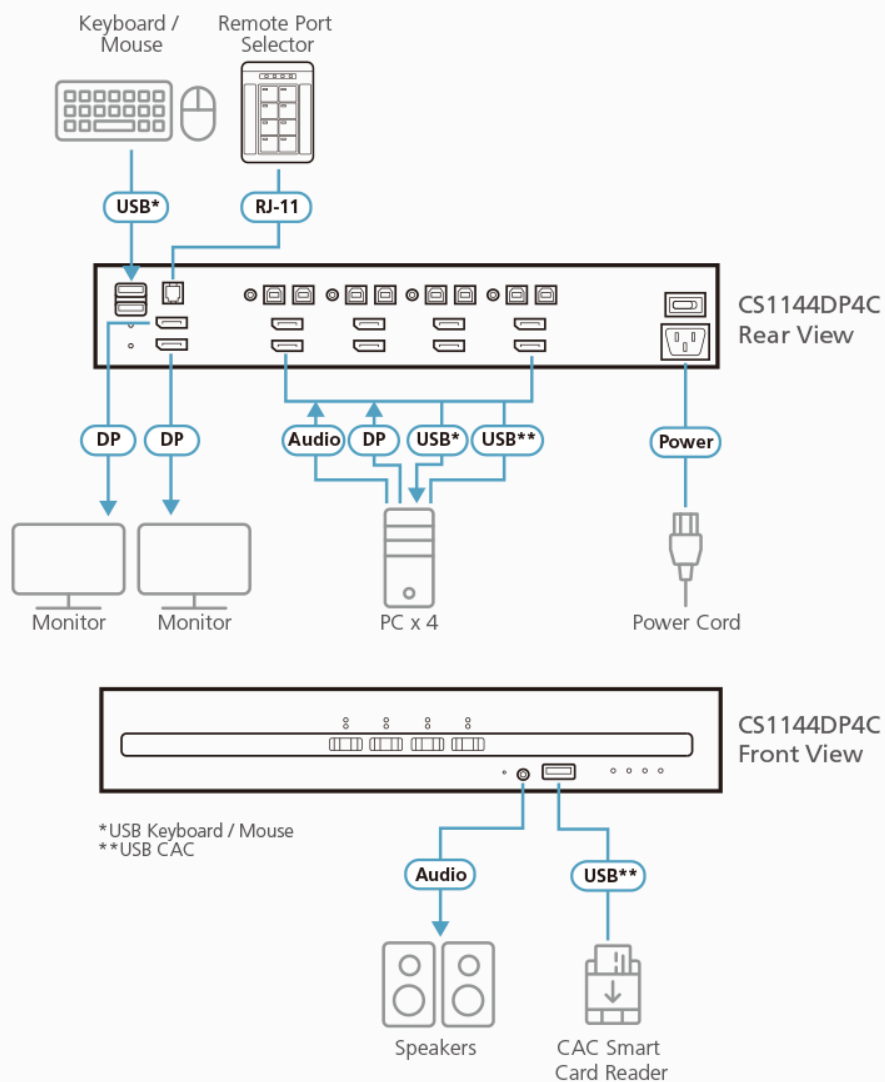 Keyboard /
Mouse
Remote Port
Selector
USB*
RJ-11
CS1144DP4C
Rear View
DP
DP
Audio
DP
USB*
USB**
Power
Monitor
Monitor
PC x 4
Power Cord
CS1144DP4C
Front View
*USB Keyboard / Mouse
**USB CAC
Audio
USB**
Speakers
CAC Smart
Card Reader